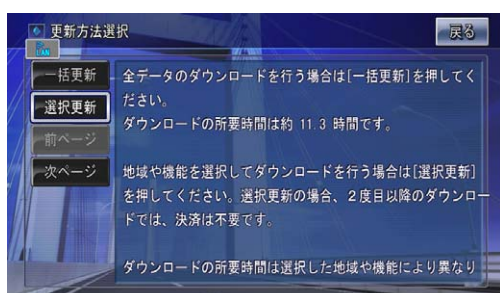 更新方法選択
戻る
LAN
一括更新
選択更新
前ページ
次ページ
全データのダウンロードを行う場合は[一括更新]を押してく
ださい。
ダウンロードの所要時間は約 11.3 時間です。
地域や機能を選択してダウンロードを行う場合は[選択更新]
を押してください。選択更新の場合、２度目以降のダウンロー
ドでは、決済は不要です。
ダウンロードの所要時間は選択した地域や機能により異なり